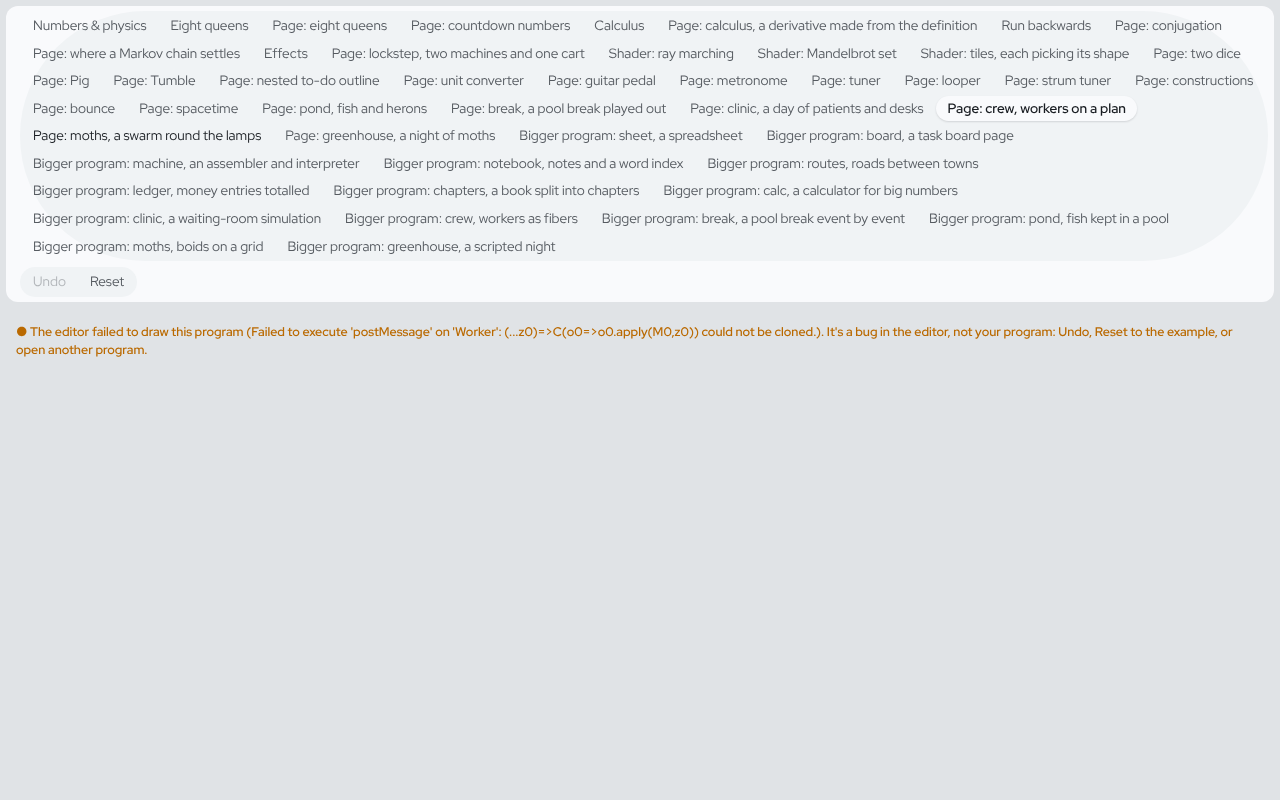 Numbers & physics Eight queens Page: eight queens Page: countdown numbers Calculus Page: calculus, a derivative made from the definition Run backwards Page: conjugation
Page: where a Markov chain settles Effects Page: lockstep, two machines and one cart Shader: ray marching Shader: Mandelbrot set Shader: tiles, each picking its shape Page: two dice
Page: Pig Page: Tumble Page: nested to-do outline Page: unit converter Page: guitar pedal Page: metronome Page: tuner Page: looper Page: strum tuner Page: constructions
Page: bounce Page: spacetime Page: pond, fish and herons Page: break, a pool break played out Page: clinic, a day of patients and desks Page: crew, workers on a plan
Page: moths, a swarm round the lamps Page: greenhouse, a night of moths Bigger program: sheet, a spreadsheet Bigger program: board, a task board page
Bigger program: machine, an assembler and interpreter Bigger program: notebook, notes and a word index Bigger program: routes, roads between towns
Bigger program: ledger, money entries totalled Bigger program: chapters, a book split into chapters Bigger program: calc, a calculator for big numbers
Bigger program: clinic, a waiting-room simulation Bigger program: crew, workers as fibers Bigger program: break, a pool break event by event Bigger program: pond, fish kept in a pool
Bigger program: moths, boids on a grid Bigger program: greenhouse, a scripted night
Undo Reset
The editor failed to draw this program (Failed to execute 'postMessage' on 'Worker': (...z0)=>C(o0=>o0.apply(M0,z0)) could not be cloned.). It's a bug in the editor, not your program: Undo, Reset to the example, or
open another program.